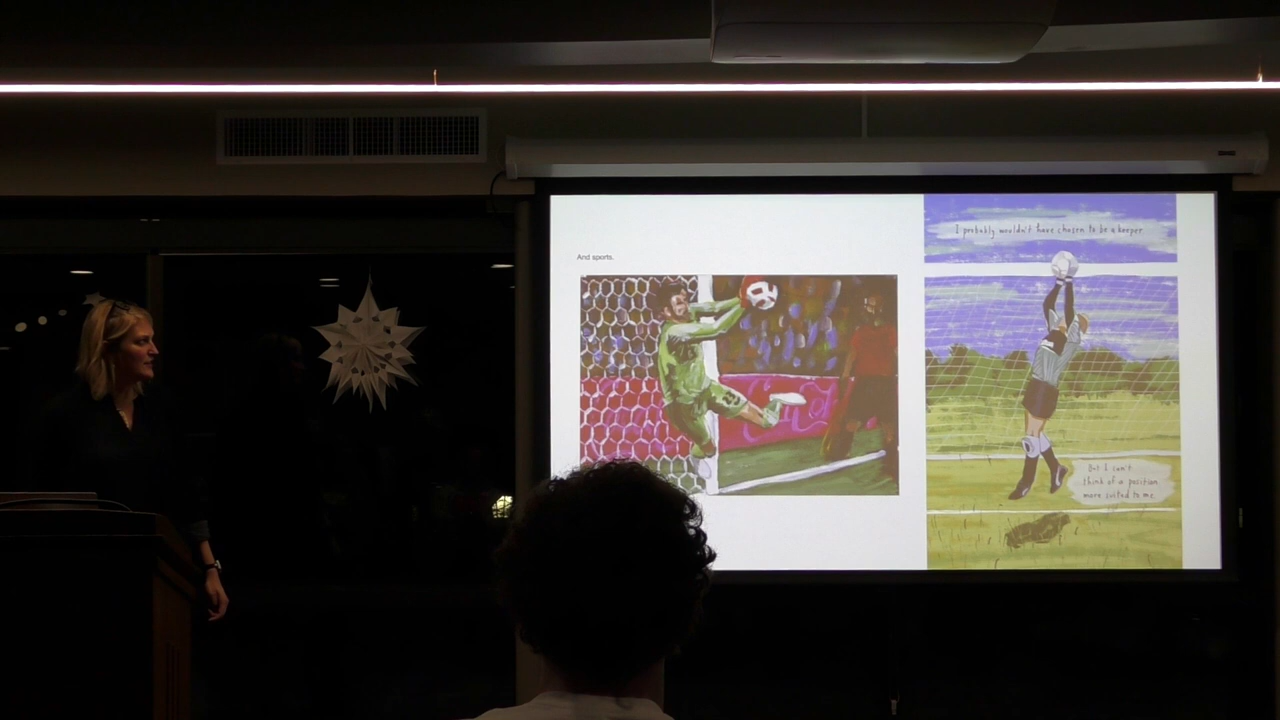 And sports.
I probably wouldn't have chosen to be a keeper
But I can't
think of a position
more suited to me.